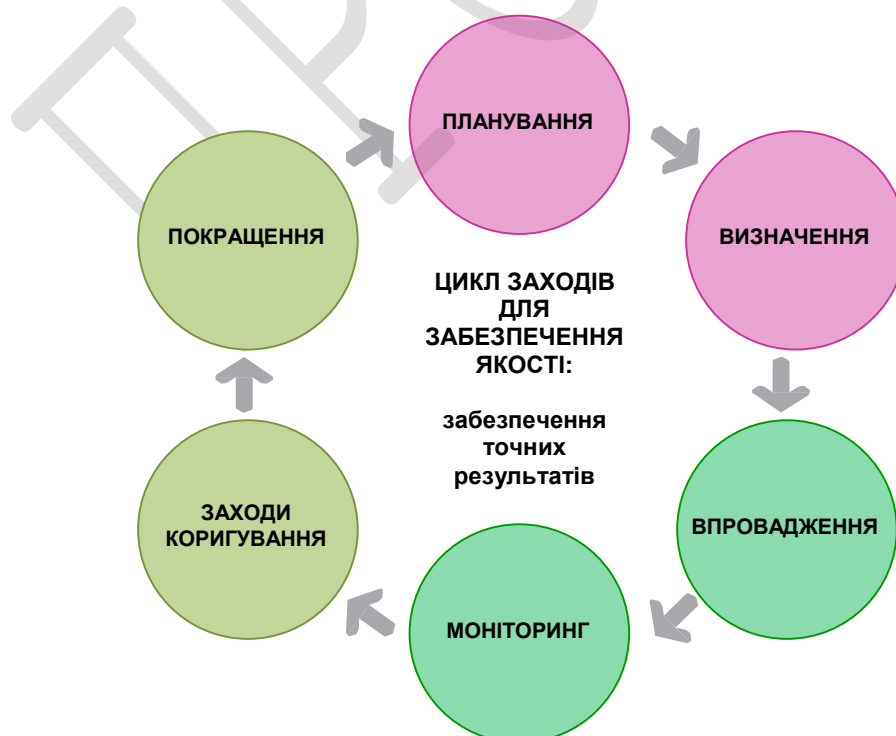 ПЛАНУВАННЯ
ВИЗНАЧЕННЯ
ВПРОВАДЖЕННЯ
МОНІТОРИНГ
ЗАХОДИ
КОРИГУВАННЯ
ПОКРАЩЕННЯ
ЦИКЛ ЗАХОДІВ
ДЛЯ
ЗАБЕЗПЕЧЕННЯ
ЯКОСТІ:
забезпечення
точних
результатів